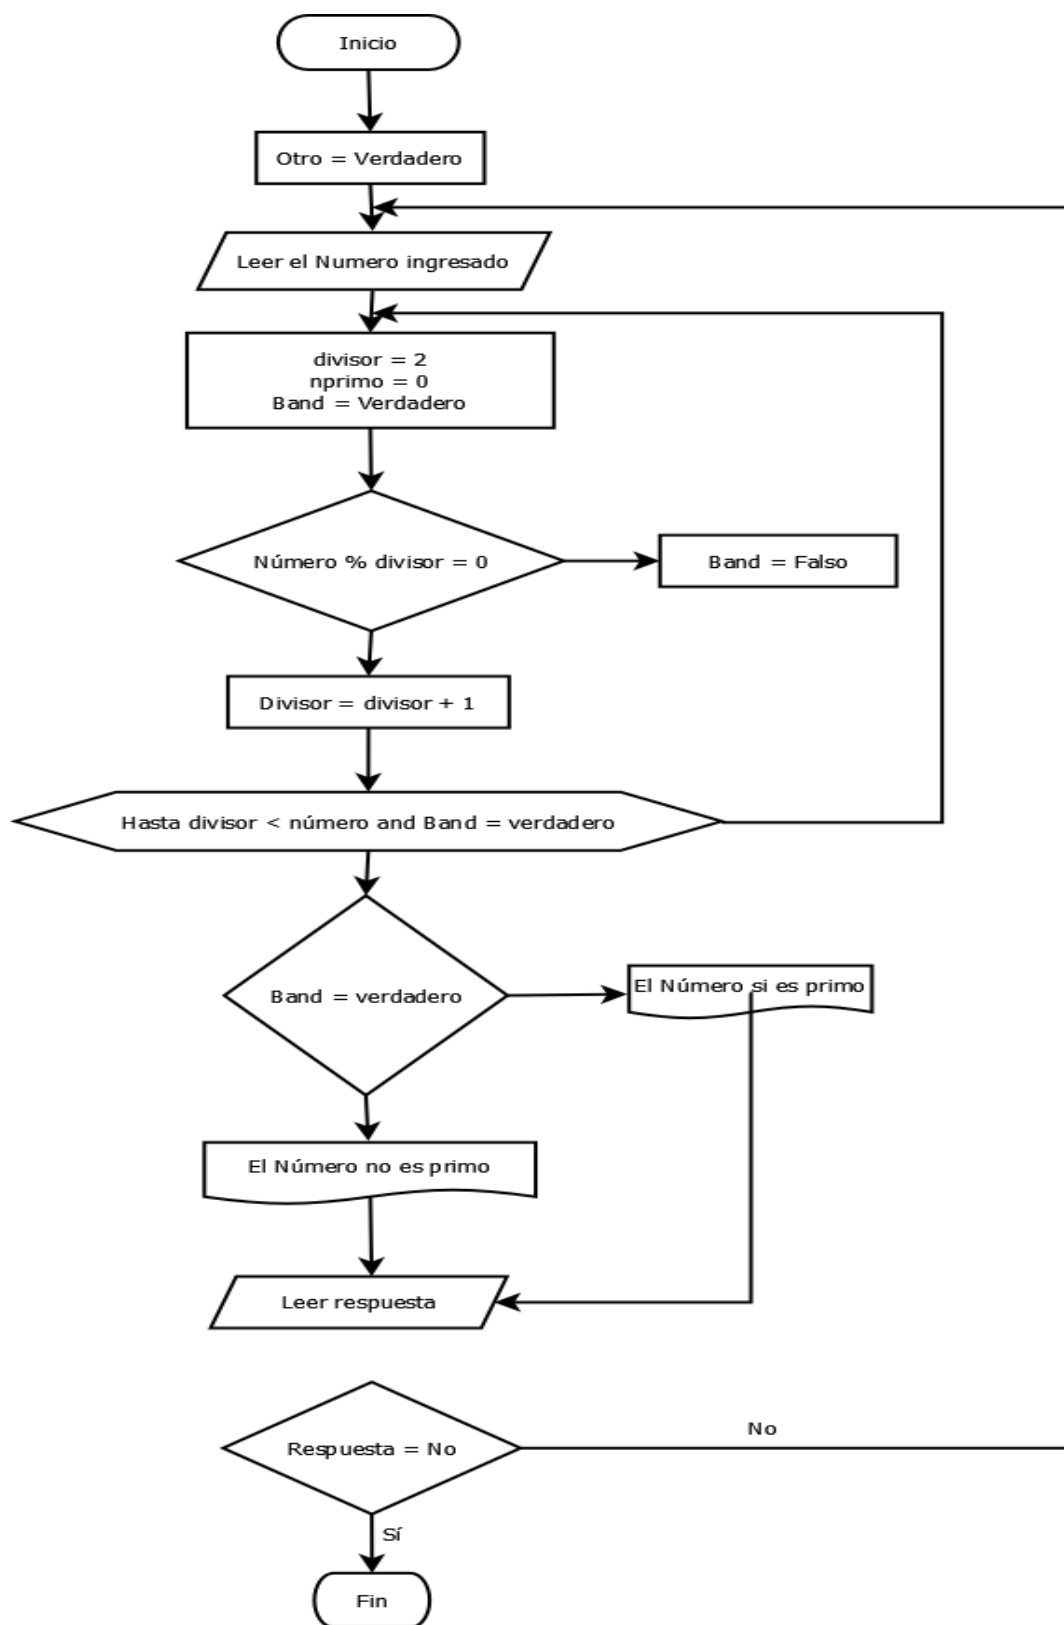 Inicio
Otro = Verdadero
Leer el Numero ingresado
divisor = 2
nprimo = 0
Band = Verdadero
Número % divisor = 0
Band = Falso
Divisor = divisor + 1
Hasta divisor < número and Band = verdadero
Band = verdadero
El Número si es primo
El Número no es primo
Leer respuesta
Respuesta = No
No
Sí
Fin